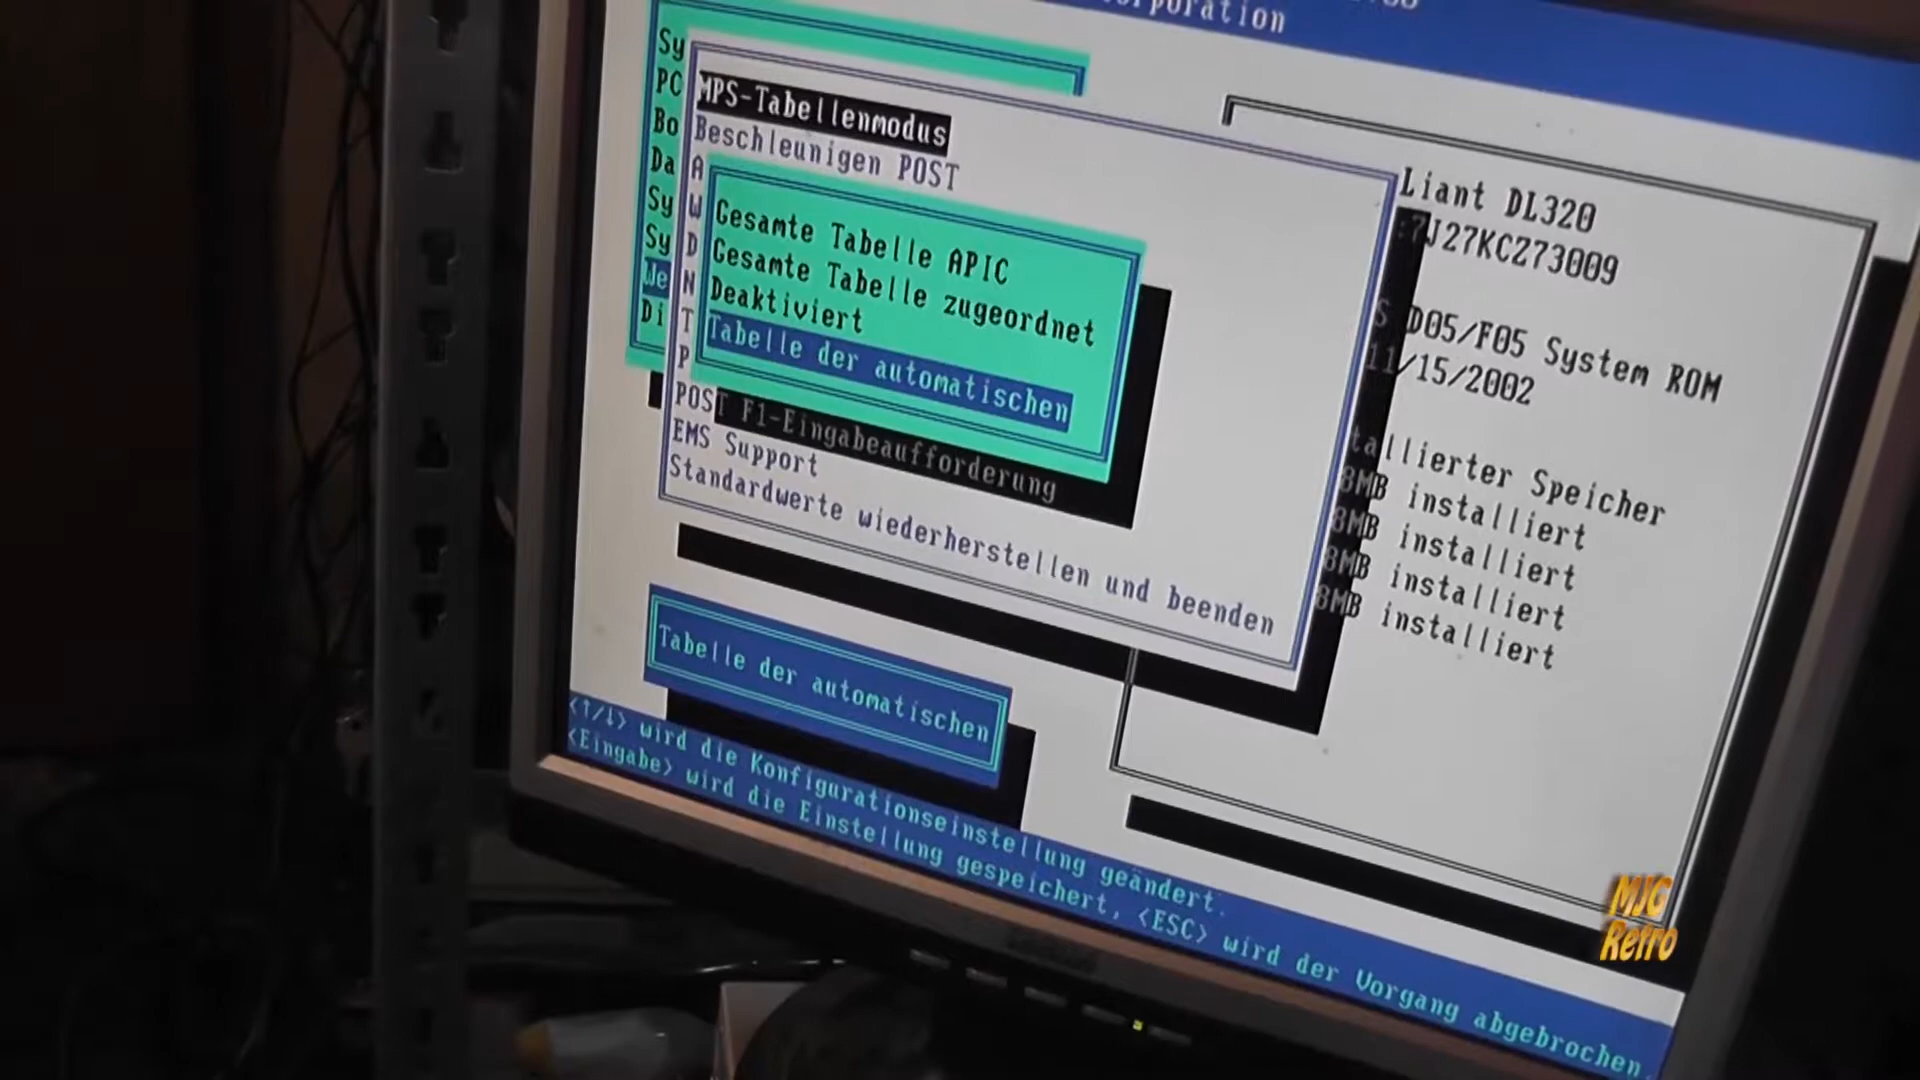 rporation
Sy
PC
Bo
Da
Sy
Sy
We
Di
MPS-Tabellenmodus
Beschleunigen POST
A
W
D
N
T
P
POST F1-Eingabeaufforderung
EMS Support
Standardwerte wiederherstellen und beenden
Gesamte Tabelle APIC
Gesamte Tabelle zugeordnet
Deaktiviert
Tabelle der automatischen
Liant DL320
7J27KCZ73009
S D05/F05 System ROM
11/15/2002
tallierter Speicher
8MB installiert
8MB installiert
8MB installiert
8MB installiert
Tabelle der automatischen
<↑/↓> wird die Konfigurationseinstellung geändert.
<Eingabe> wird die Einstellung gespeichert, <ESC> wird der Vorgang abgebrochen.
MJG
Retro